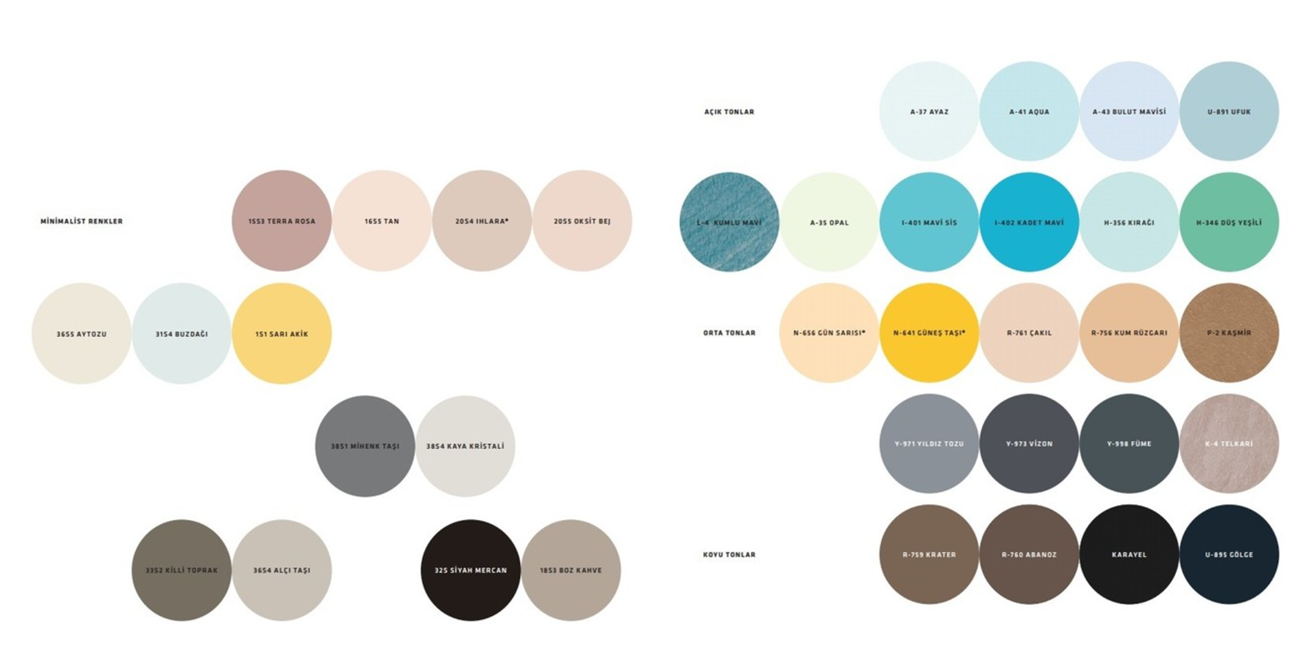 MİNİMALİST RENKLER
1553 TERRA ROSA
1655 TAN
2054 IHLARA*
2055 OKSİT BEJ
3655 AYTOZU
3154 BUZDAĞI
151 SARI AKİK
3851 MİHENK TAŞI
3854 KAYA KRİSTALİ
3352 KİLLİ TOPRAK
3654 ALÇI TAŞI
325 SİYAH MERCAN
1853 BOZ KAHVE
AÇIK TONLAR
A-37 AYAZ
A-41 AQUA
A-43 BULUT MAVİSİ
U-891 UFUK
L-4 KUMLU MAVİ
A-35 OPAL
I-401 MAVİ SİS
I-402 KADET MAVİ
H-356 KIRAĞI
H-346 DÜŞ YEŞİLİ
ORTA TONLAR
N-656 GÜN SARISI*
N-641 GÜNEŞ TAŞI*
R-761 ÇAKIL
R-756 KUM RÜZGARI
P-2 KAŞMİR
Y-971 YILDIZ TOZU
Y-973 VİZON
Y-998 FÜME
K-4 TELKARİ
KOYU TONLAR
R-759 KRATER
R-760 ABANOZ
KARAYEL
U-895 GÖLGE